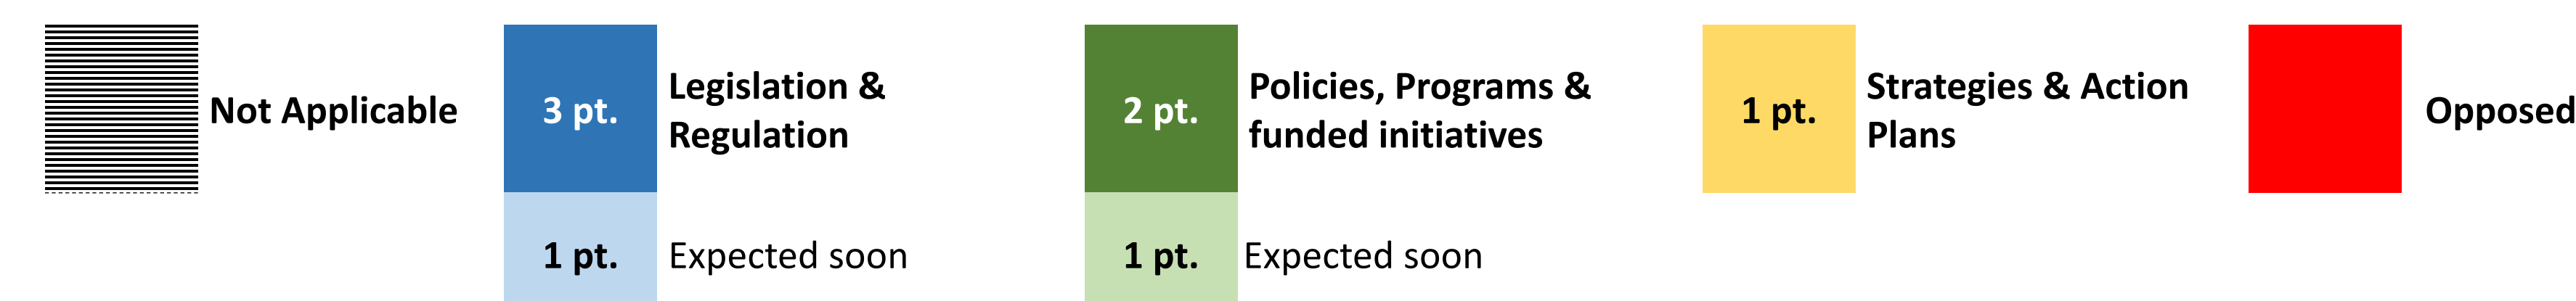 Not Applicable
3 pt.
Legislation &
Regulation
1 pt.
Expected soon
2 pt.
Policies, Programs &
funded initiatives
1 pt.
Expected soon
1 pt.
Strategies & Action
Plans
Opposed